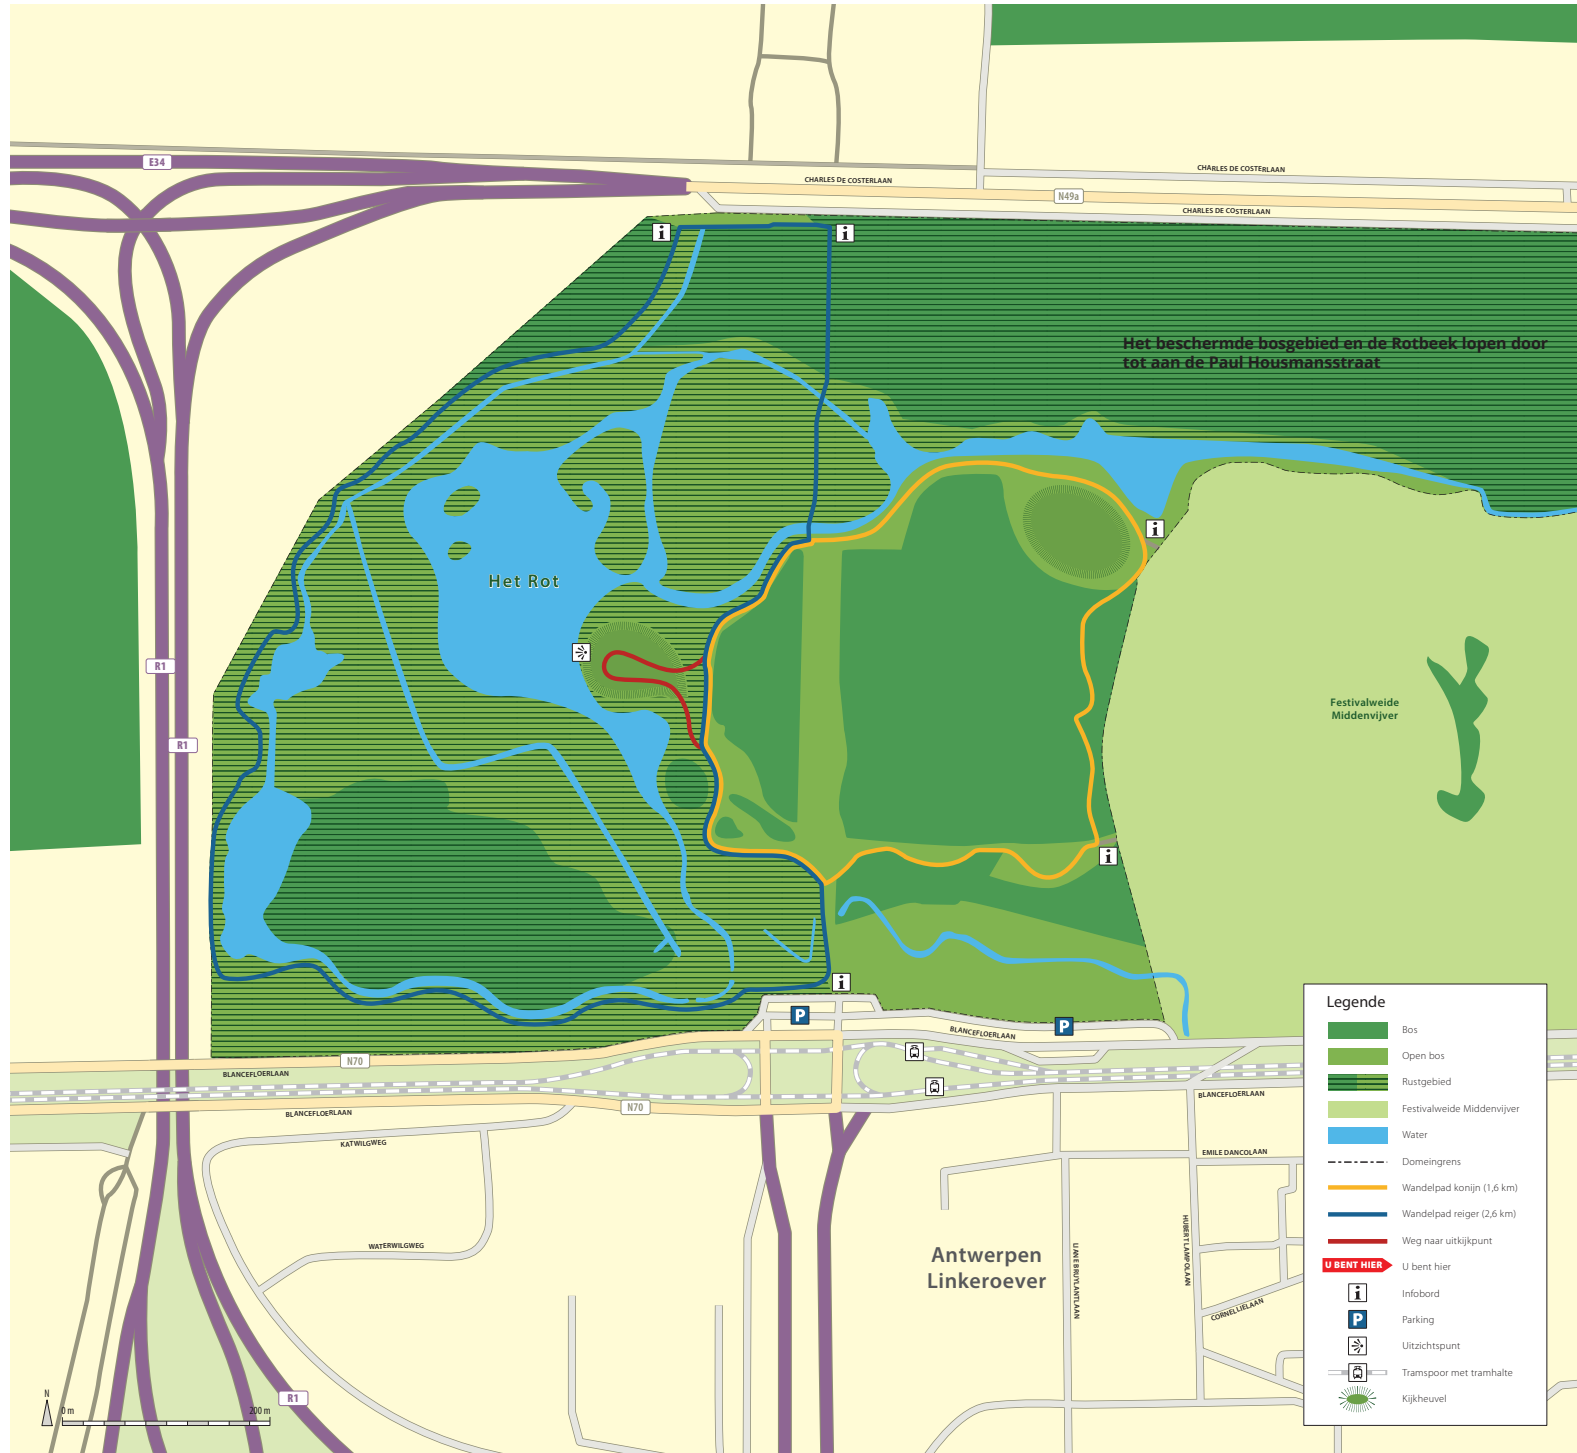 E34
CHARLES DE COSTERLAAN
CHARLES DE COSTERLAAN
N49a
CHARLES DE COSTERLAAN
i
i
Het beschermde bosgebied en de Rotbeek lopen door
tot aan de Paul Housmansstraat
i
Het Rot
R1
R1
Festivalweide
Middenvijver
i
i
P
P
BLANCEFLOERLAAN
N70
BLANCEFLOERLAAN
N70
BLANCEFLOERLAAN
BLANCEFLOERLAAN
KATWILGWEG
EMILE DANCOLAAN
WATERWILGWEG
LIANE BRUYLANTLAAN
HUBERT LAMPOLAAN
CORNELLIELAAN
Antwerpen
Linkeroever
R1
N
0 m
200 m
Legende
Bos
Open bos
Rustgebied
Festivalweide Middenvijver
Water
Domeingrens
Wandelpad konijn (1,6 km)
Wandelpad reiger (2,6 km)
Weg naar uitkijkpunt
U BENT HIER U bent hier
i Infobord
P Parking
Uitzichtspunt
Tramspoor met tramhalte
Kijkheuvel